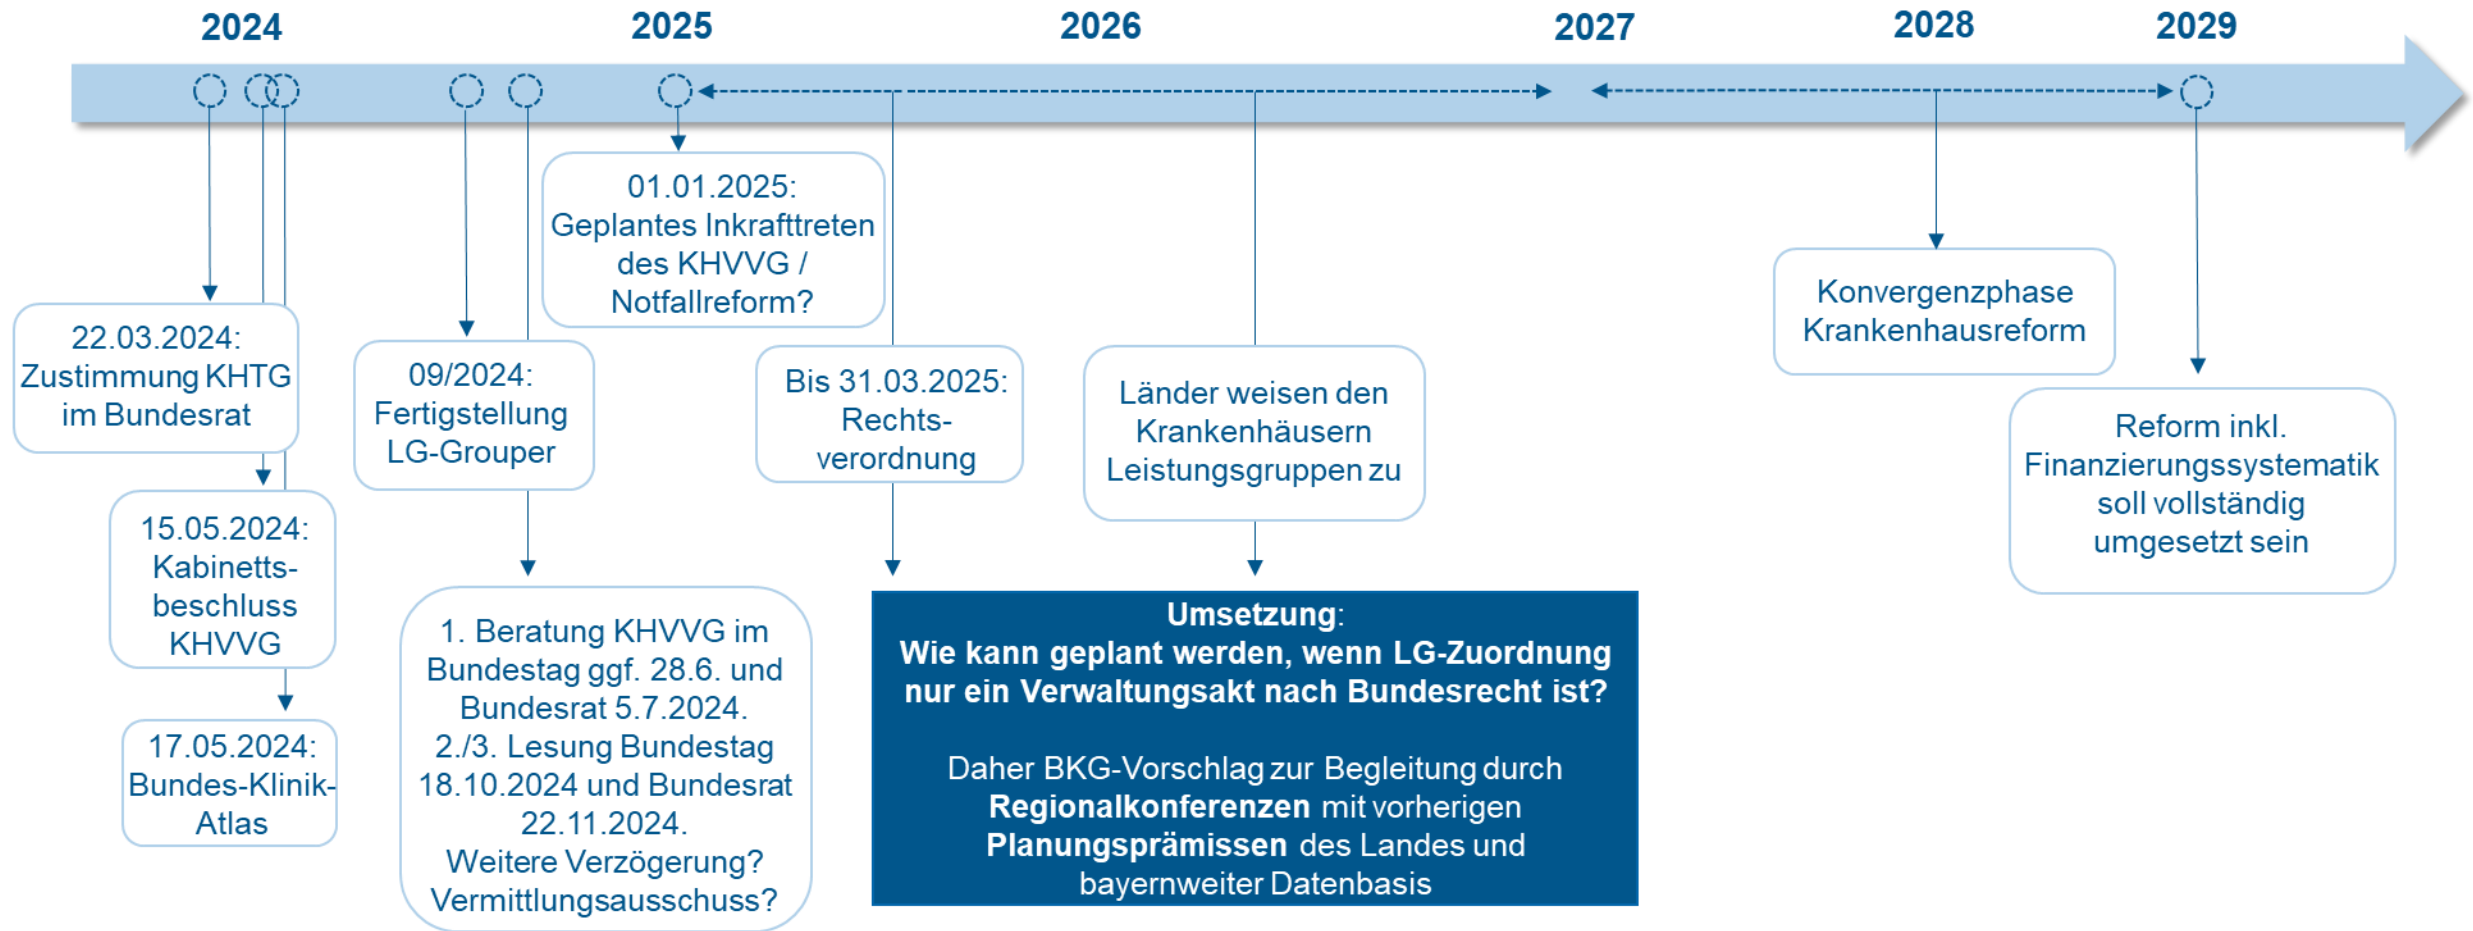 2024
2025
2026
2027
2028
2029
22.03.2024:
Zustimmung KHTG
im Bundesrat
15.05.2024:
Kabinetts-
beschluss
KHVVG
17.05.2024:
Bundes-Klinik-
Atlas
09/2024:
Fertigstellung
LG-Grouper
1. Beratung KHVVG im
Bundestag ggf. 28.6. und
Bundesrat 5.7.2024.
2./3. Lesung Bundestag
18.10.2024 und Bundesrat
22.11.2024.
Weitere Verzögerung?
Vermittlungsausschuss?
01.01.2025:
Geplantes Inkrafttreten
des KHVVG /
Notfallreform?
Bis 31.03.2025:
Rechts-
verordnung
Länder weisen den
Krankenhäusern
Leistungsgruppen zu
Umsetzung:
Wie kann geplant werden, wenn LG-Zuordnung
nur ein Verwaltungsakt nach Bundesrecht ist?
Daher BKG-Vorschlag zur Begleitung durch
Regionalkonferenzen mit vorherigen
Planungsprämissen des Landes und
bayernweiter Datenbasis
Konvergenzphase
Krankenhausreform
Reform inkl.
Finanzierungssystematik
soll vollständig
umgesetzt sein